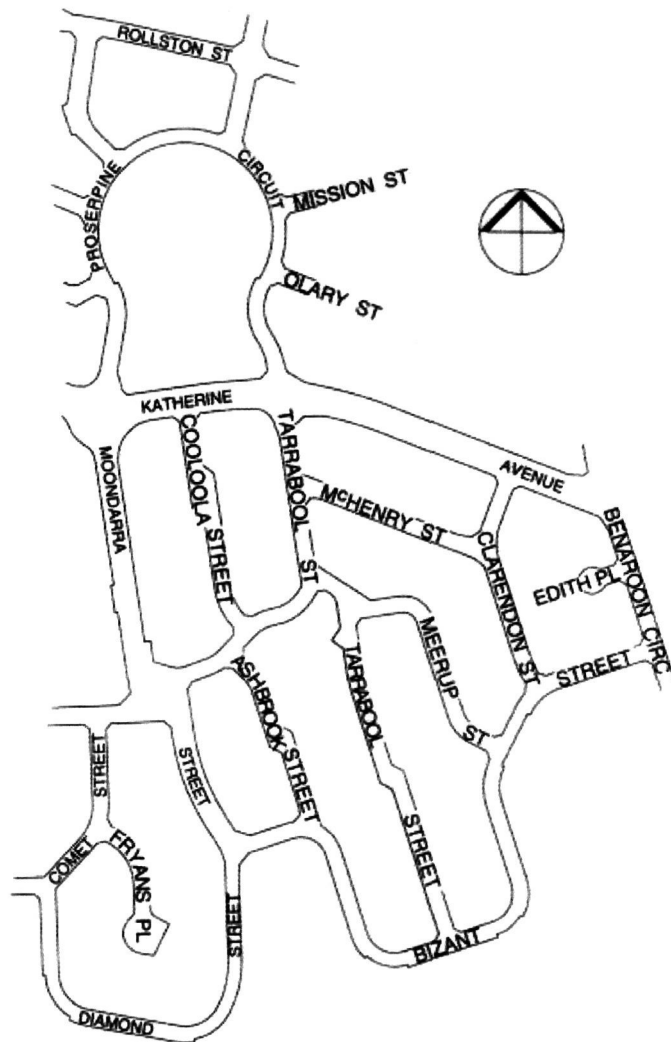 ROLLSTON ST
PROSERPINE
CIRCUIT
MISSION ST
OLARY ST
KATHERINE
AVENUE
MOONDARRA
COOLOOLA STREET
TARRABOOL ST
McHENRY ST
CLARENDON ST
BENAROON CIRC
EDITH PL
STREET
MEERUP ST
ASHBROOK STREET
TARRABOOL STREET
STREET
STREET
COMET
FRYANS PL
STREET
BIZANT
DIAMOND